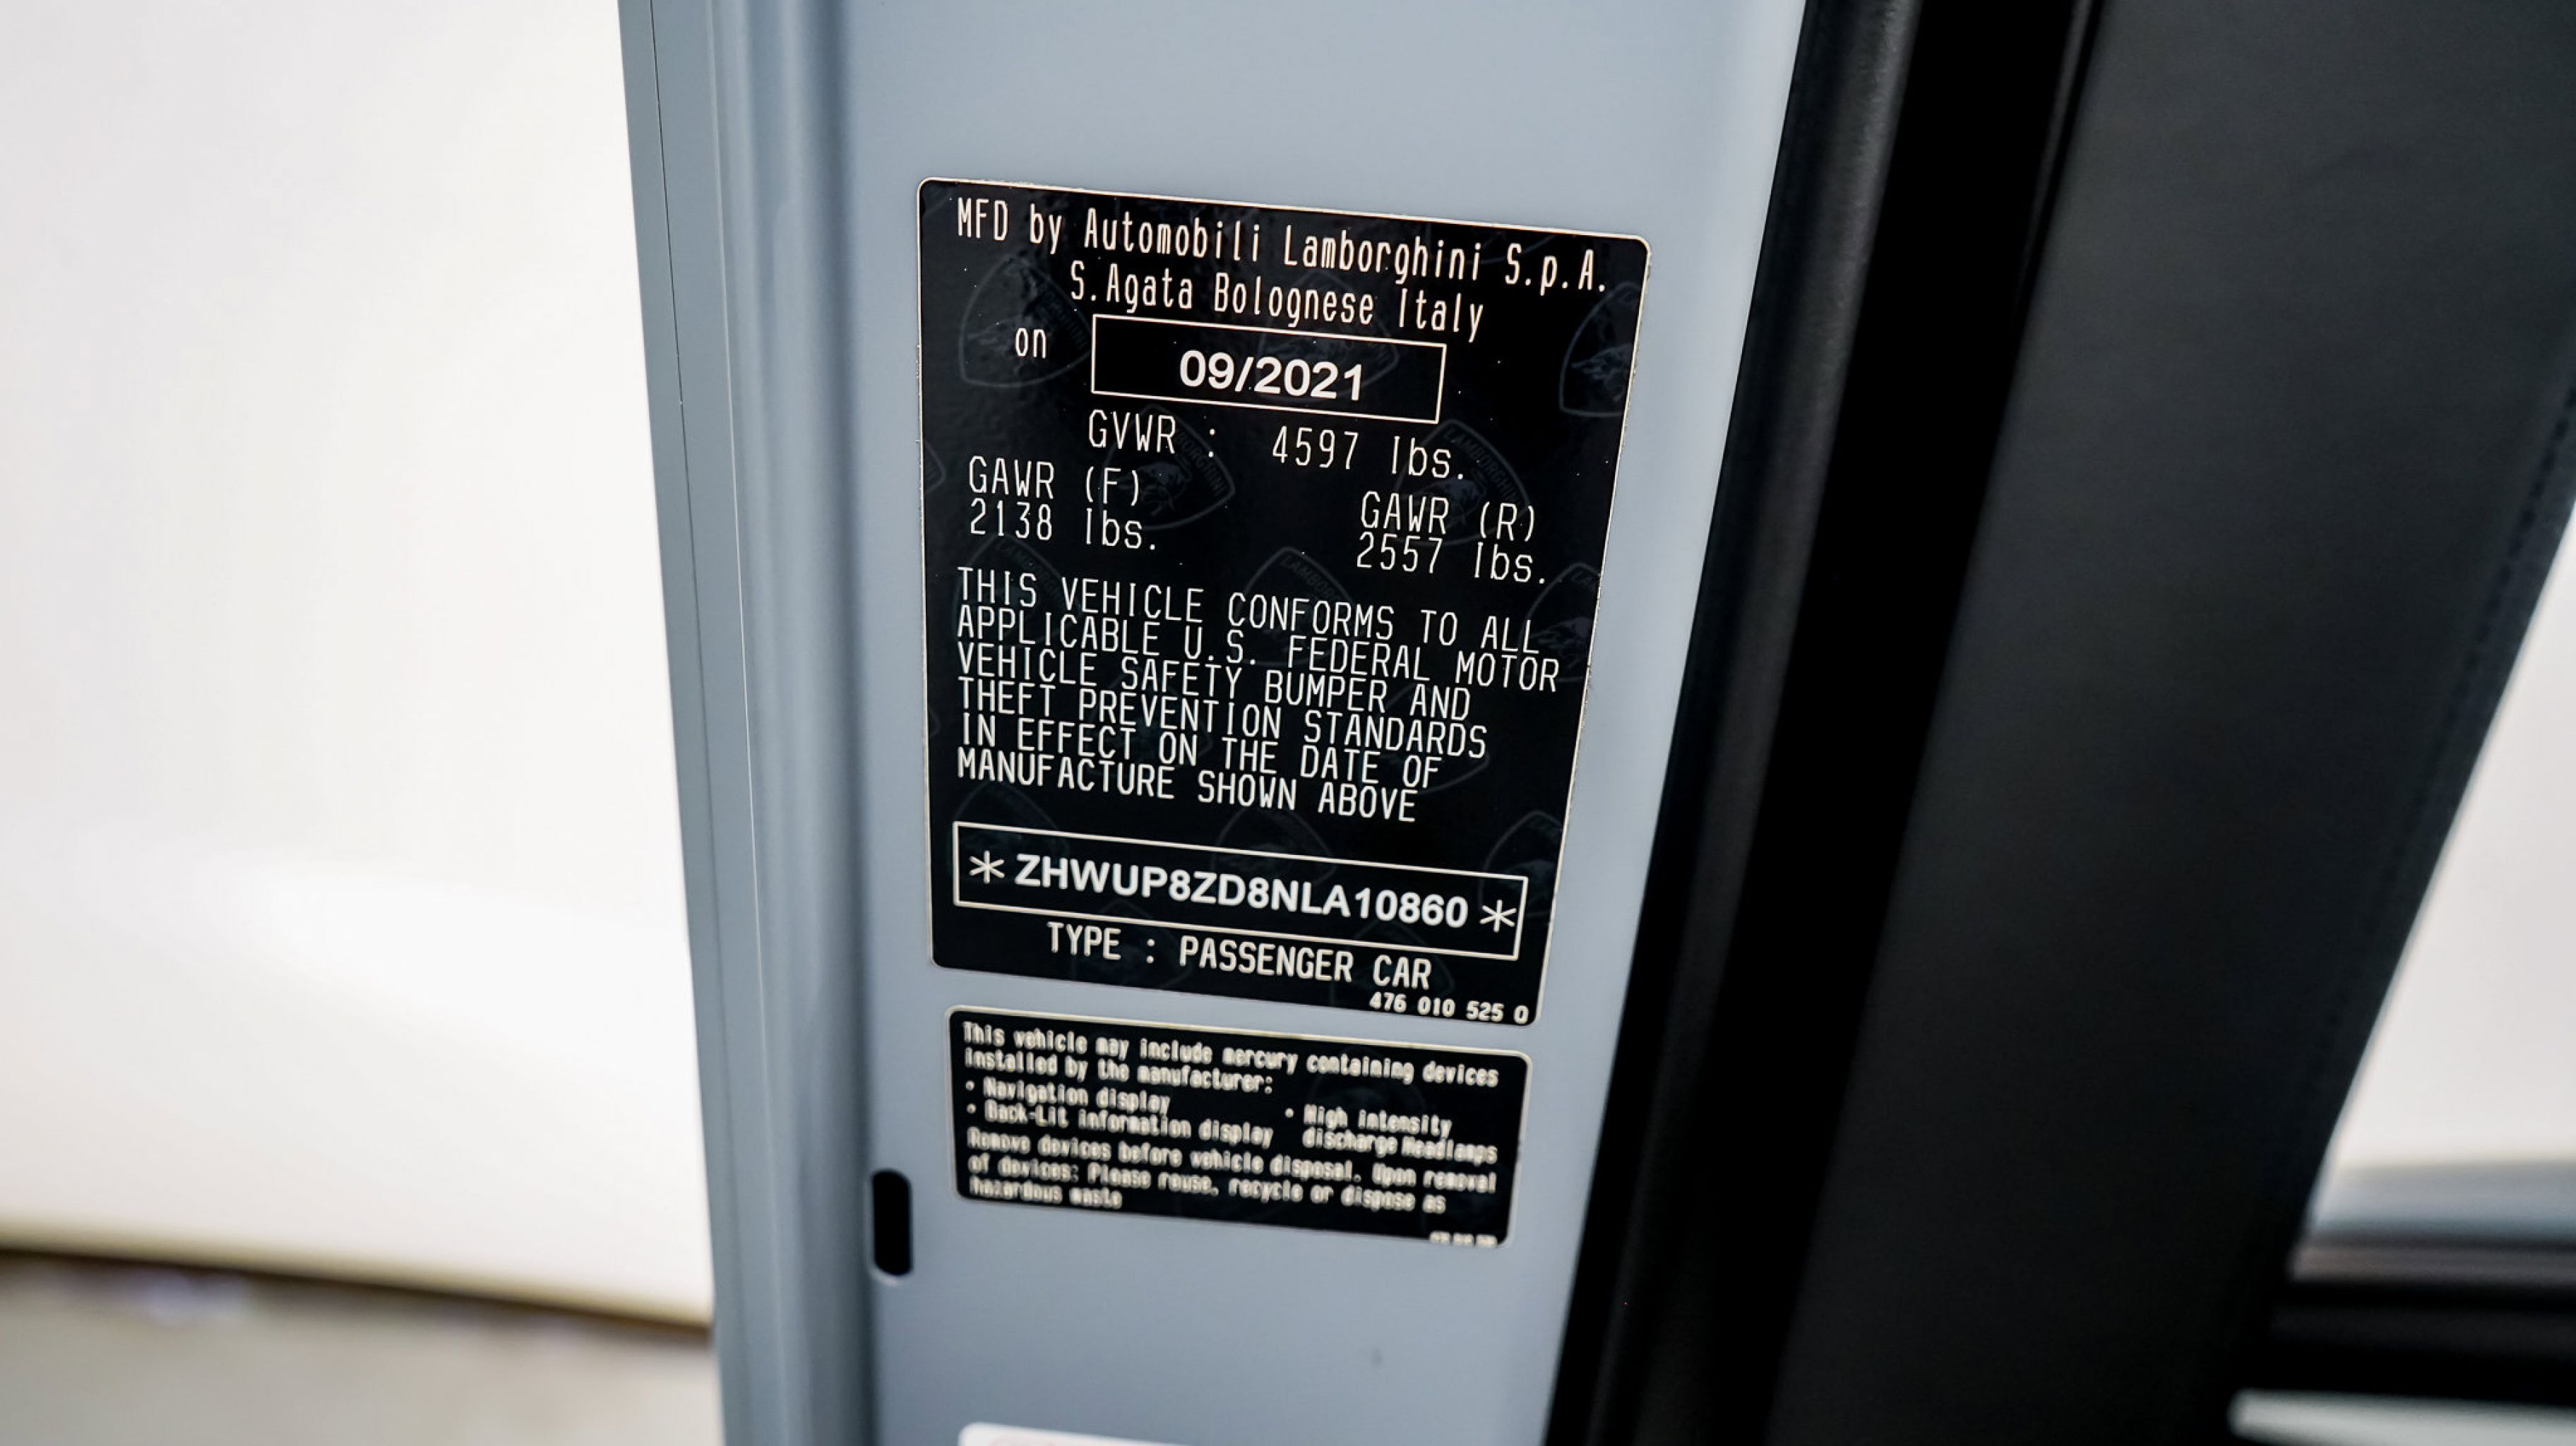 MFD by Automobili Lamborghini S.p.A.
S.Agata Bolognese Italy
on 09/2021
GVWR : 4597 lbs.
GAWR (F) GAWR (R)
2138 lbs. 2557 lbs.
THIS VEHICLE CONFORMS TO ALL
APPLICABLE U.S. FEDERAL MOTOR
VEHICLE SAFETY BUMPER AND
THEFT PREVENTION STANDARDS
IN EFFECT ON THE DATE OF
MANUFACTURE SHOWN ABOVE
* ZHWUP8ZD8NLA10860 *
TYPE : PASSENGER CAR
476 010 525 Q
This vehicle may include mercury containing devices
installed by the manufacturer:
• Navigation display • High intensity
• Back-Lit information display discharge Headlamps
Remove devices before vehicle disposal. Upon removal
of devices: Please reuse, recycle or dispose as
hazardous waste